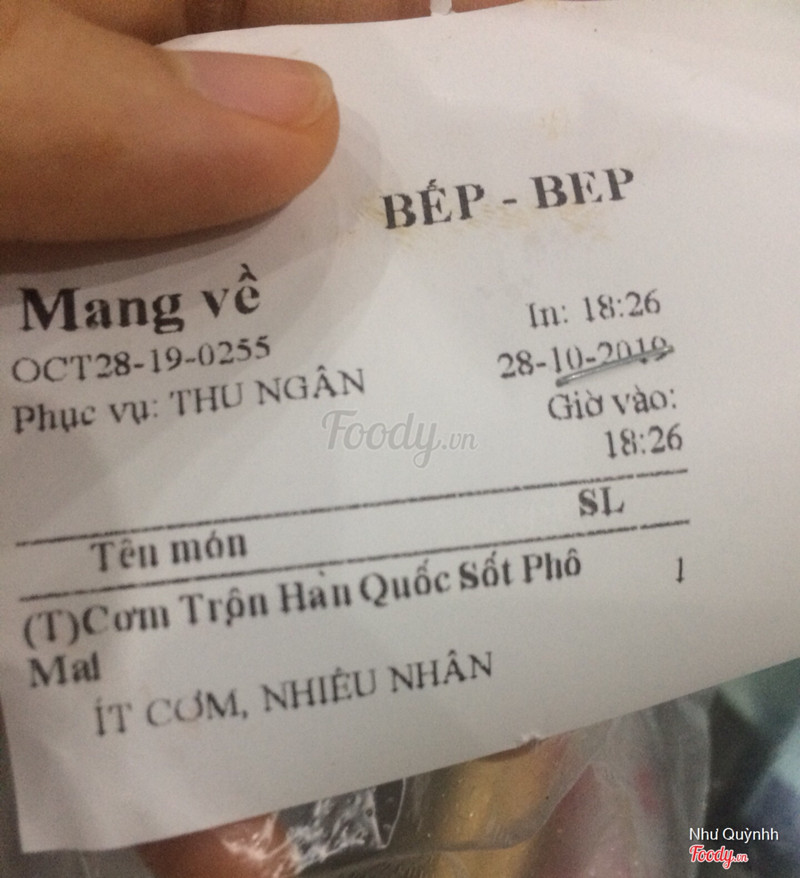 BẾP - BEP
Mang về
In: 18:26
OCT28-19-0255
28-10-2019
Phục vụ: THU NGÂN
Giờ vào:
18:26
Foody.vn
Tên món SL
(T)Cơm Trộn Hàn Quốc Sốt Phô 1
Mai
ÍT CƠM, NHIÊU NHÂN
Như Quỳnhh
Foody.vn